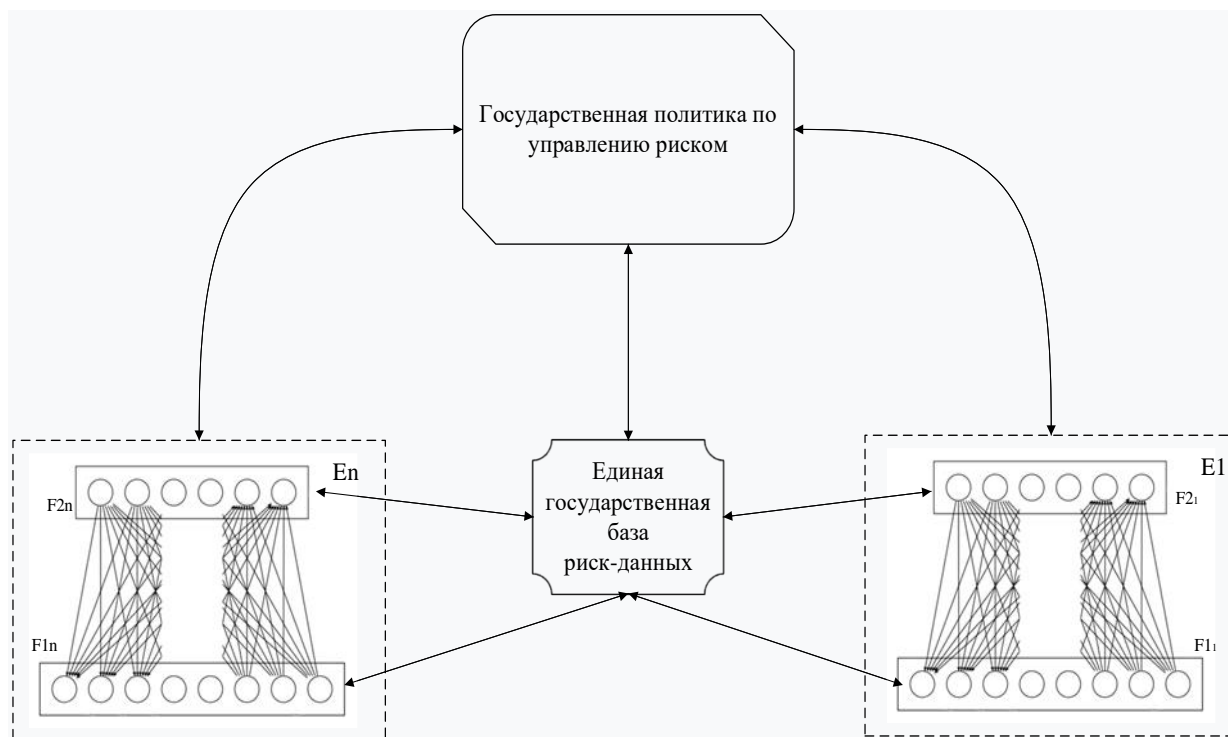 Государственная политика по
управлению риском
En
F2n
F1n
Единая
государственная
база
риск-данных
E1
F2₁
F1₁